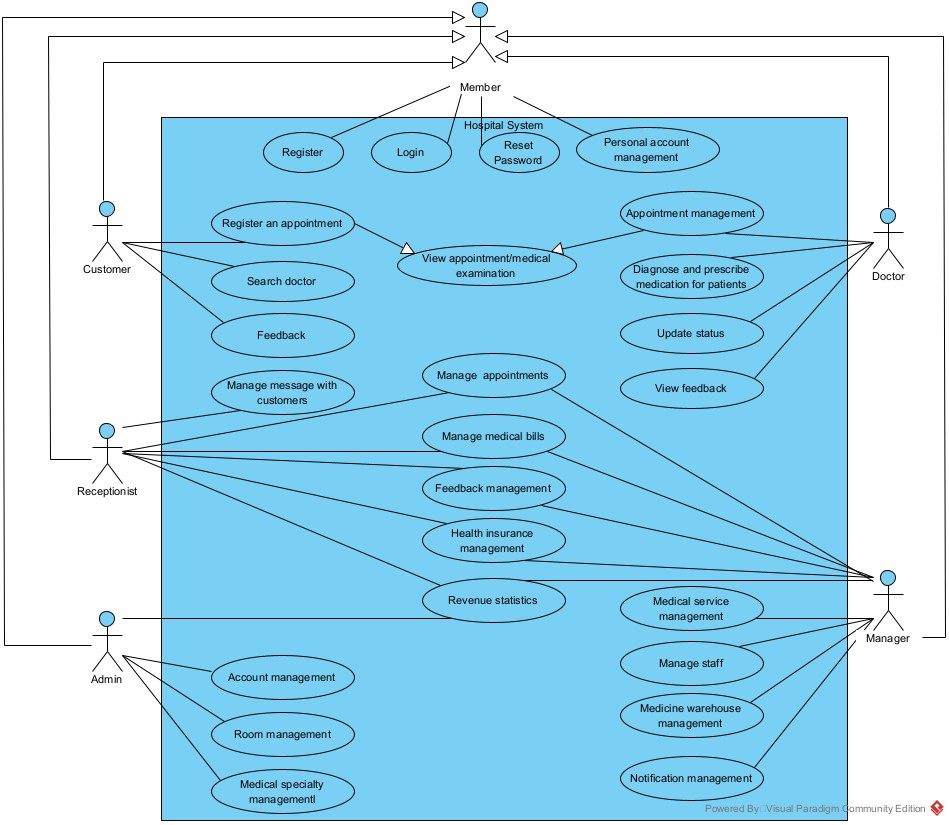 Member
Hospital System
Register
Login
Reset
Password
Personal account
management
Register an appointment
Appointment management
View appointment/medical
examination
Customer
Doctor
Search doctor
Diagnose and prescribe
medication for patients
Feedback
Update status
Manage message with
customers
Manage appointments
View feedback
Manage medical bills
Receptionist
Feedback management
Health insurance
management
Revenue statistics
Medical service
management
Manager
Admin
Manage staff
Account management
Medicine warehouse
management
Room management
Medical specialty
managementl
Notification management
Powered By Visual Paradigm Community Edition